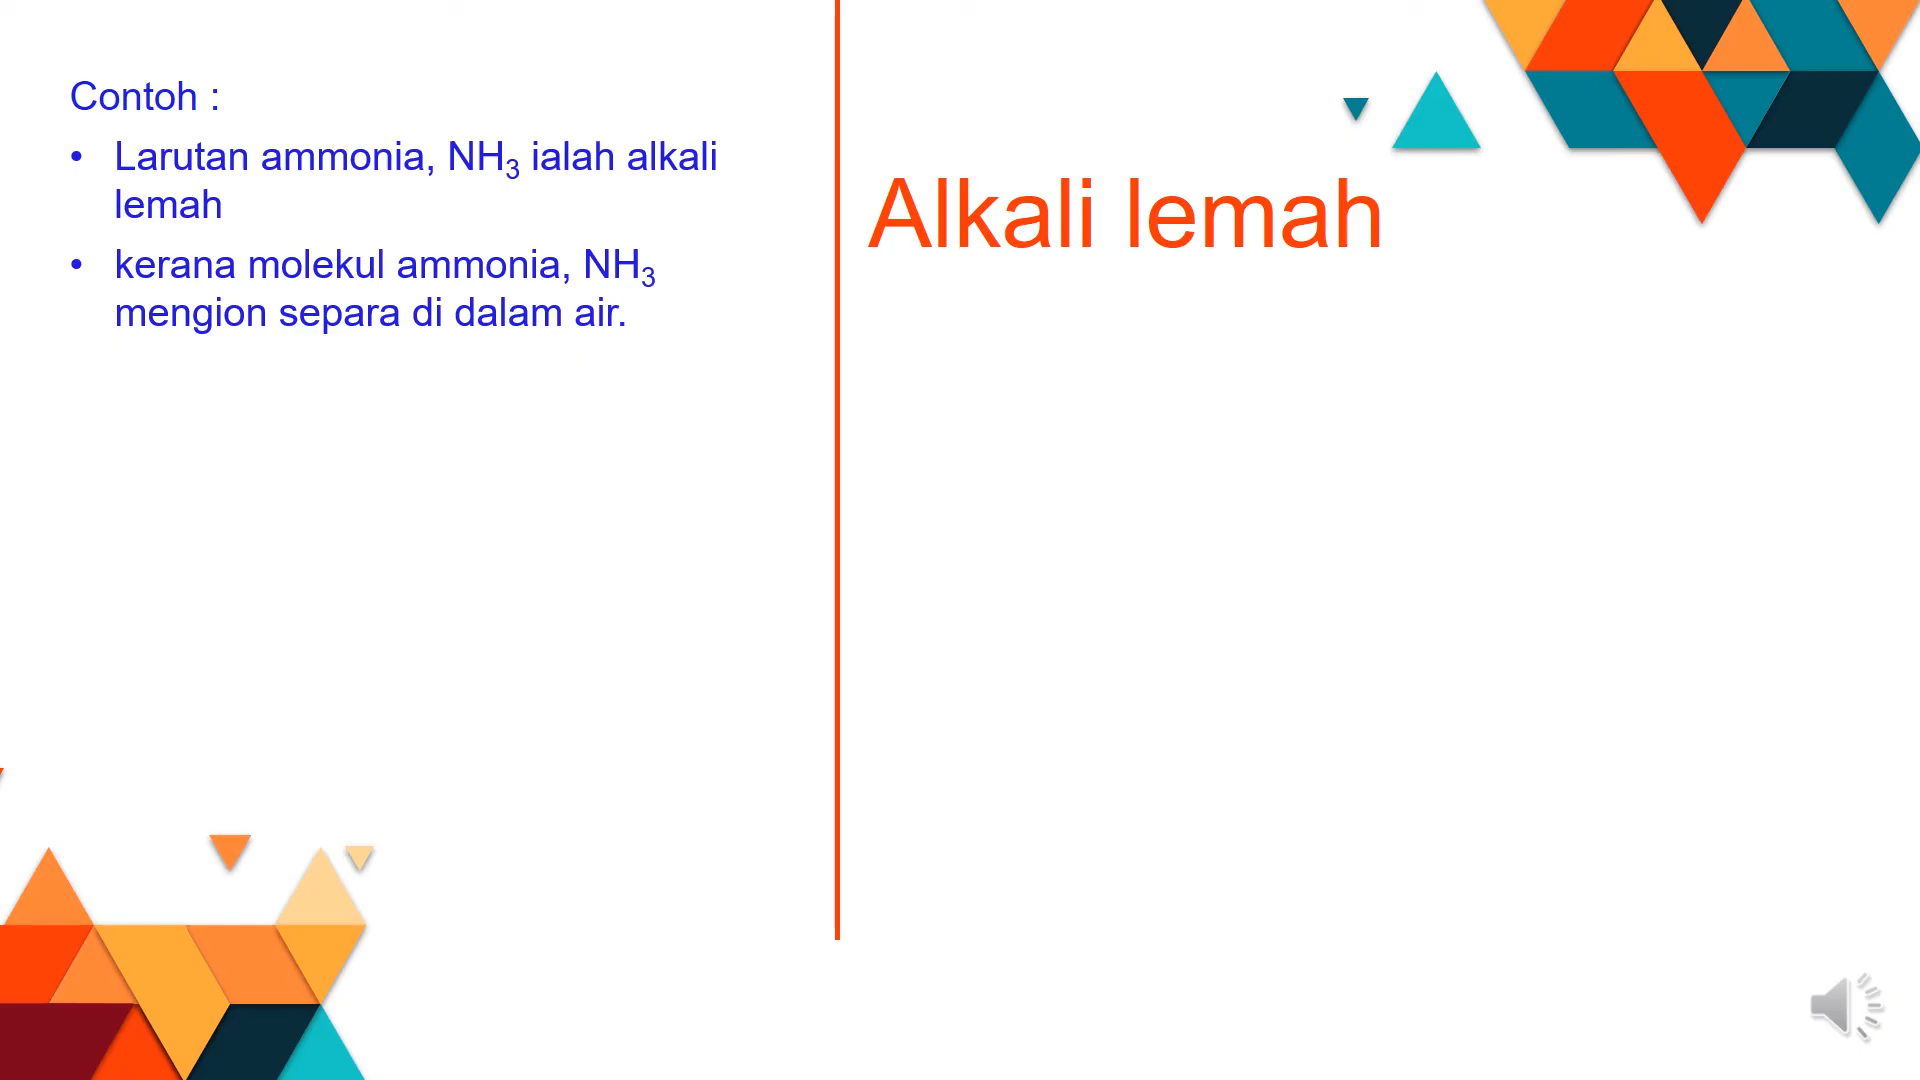 Contoh :
• Larutan ammonia, NH₃ ialah alkali
lemah
• kerana molekul ammonia, NH₃
mengion separa di dalam air.
Alkali lemah